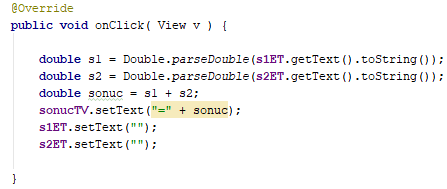 @Override
public void onClick( View v ) {
double s1 = Double.parseDouble(s1ET.getText().toString());
double s2 = Double.parseDouble(s2ET.getText().toString());
double sonuc = s1 + s2;
sonucTV.setText("=" + sonuc);
s1ET.setText("");
s2ET.setText("");
}